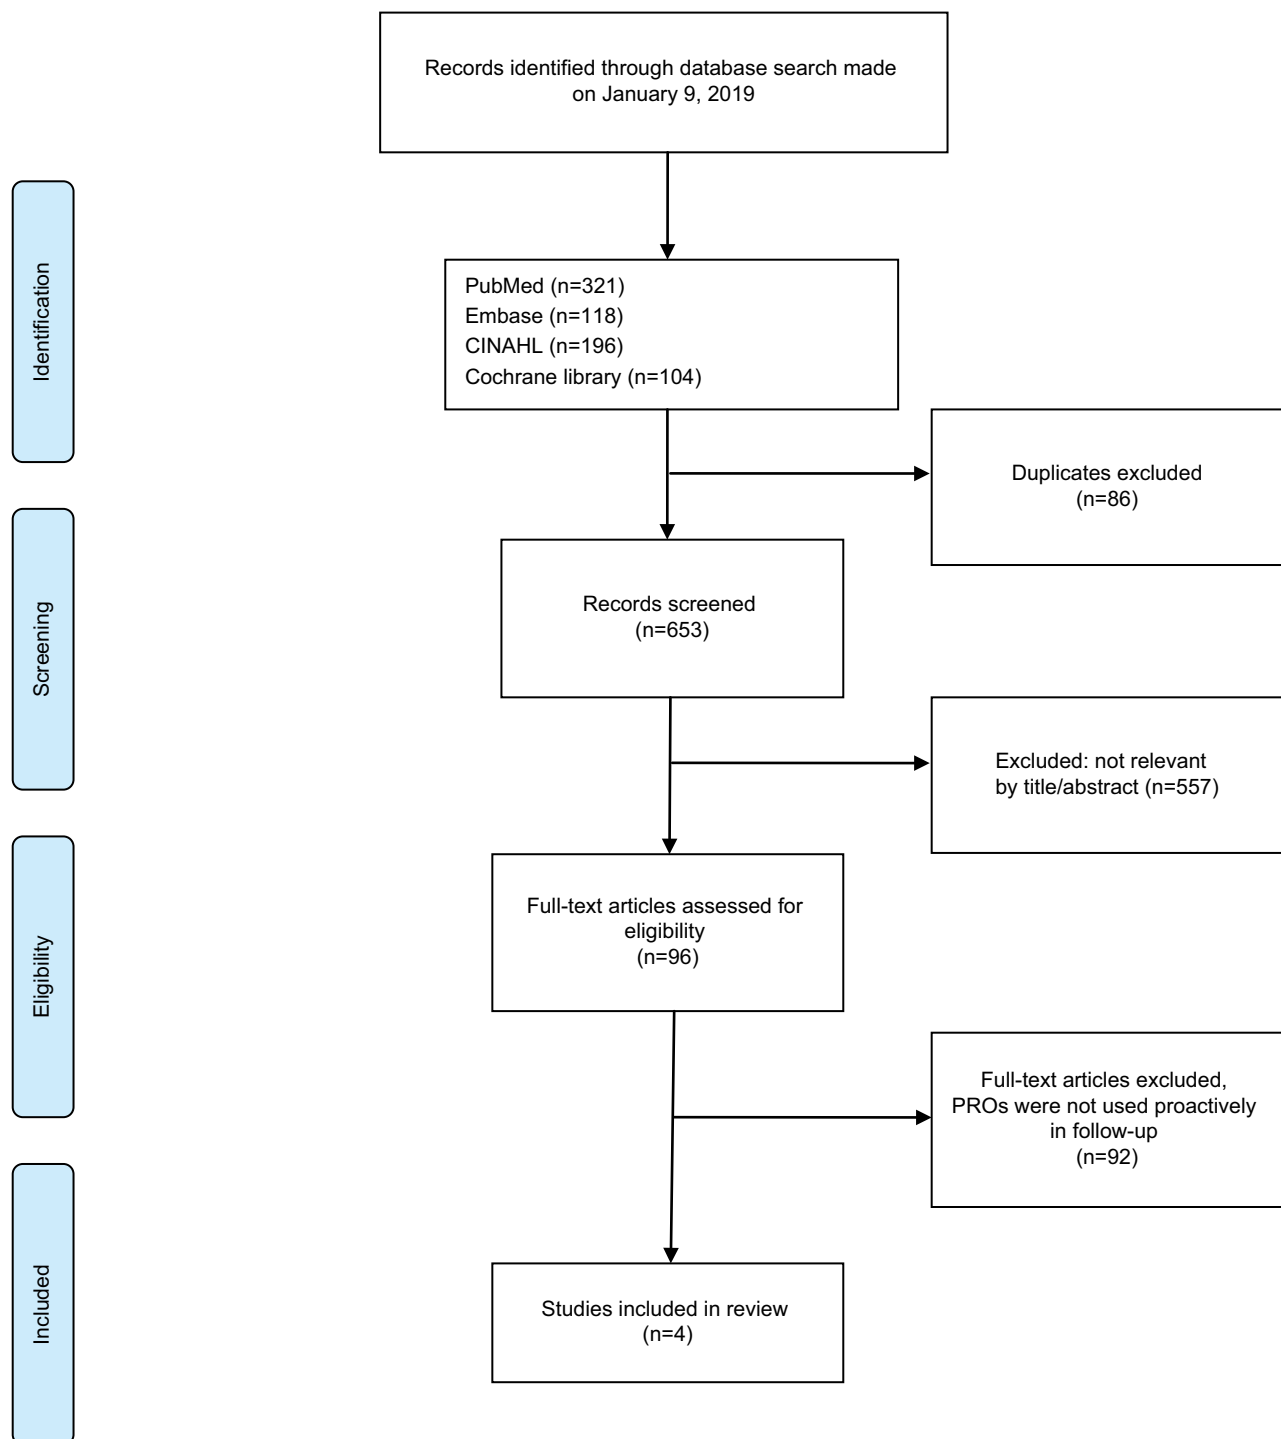 Records identified through database search made
on January 9, 2019
Identification
PubMed (n=321)
Embase (n=118)
CINAHL (n=196)
Cochrane library (n=104)
Duplicates excluded
(n=86)
Screening
Records screened
(n=653)
Excluded: not relevant
by title/abstract (n=557)
Eligibility
Full-text articles assessed for
eligibility
(n=96)
Full-text articles excluded,
PROs were not used proactively
in follow-up
(n=92)
Included
Studies included in review
(n=4)